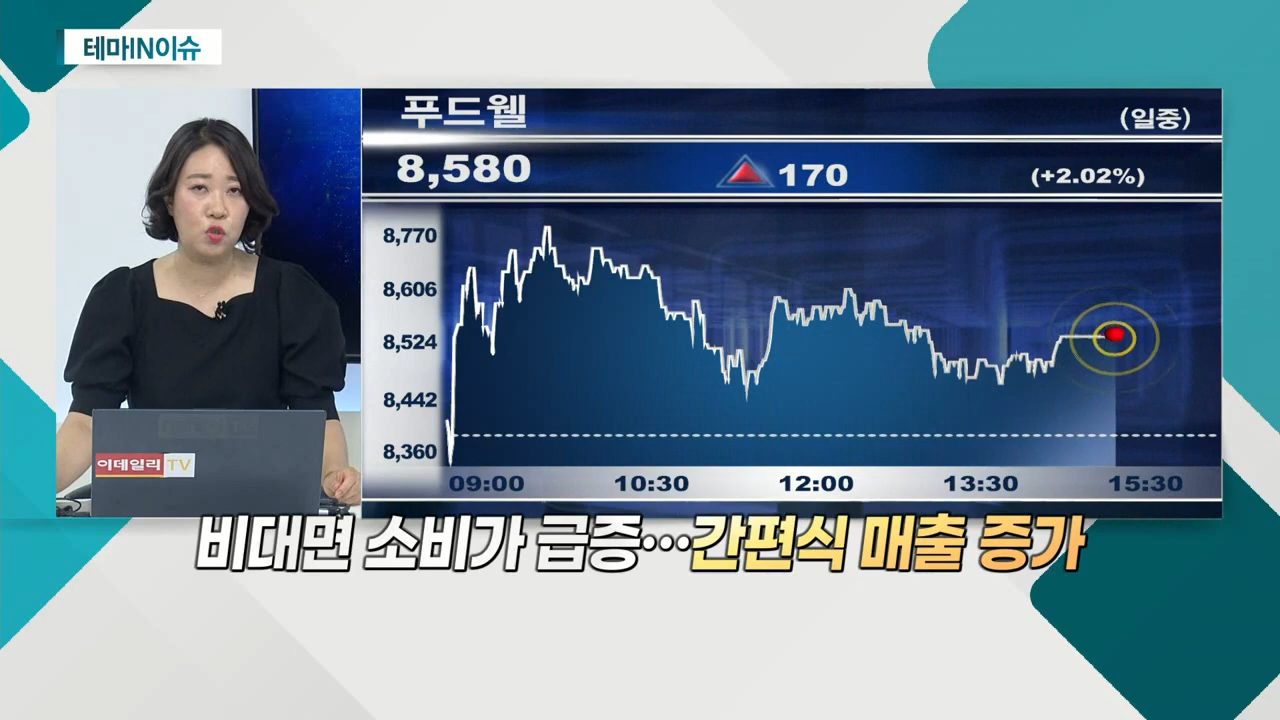 테마IN이슈
푸드웰
(일중)
8,580 170 (+2.02%)
8,770
8,606
8,524
8,442
8,360
09:00 10:30 12:00 13:30 15:30
이데일리 TV
비대면 소비가 급증…간편식 매출 증가